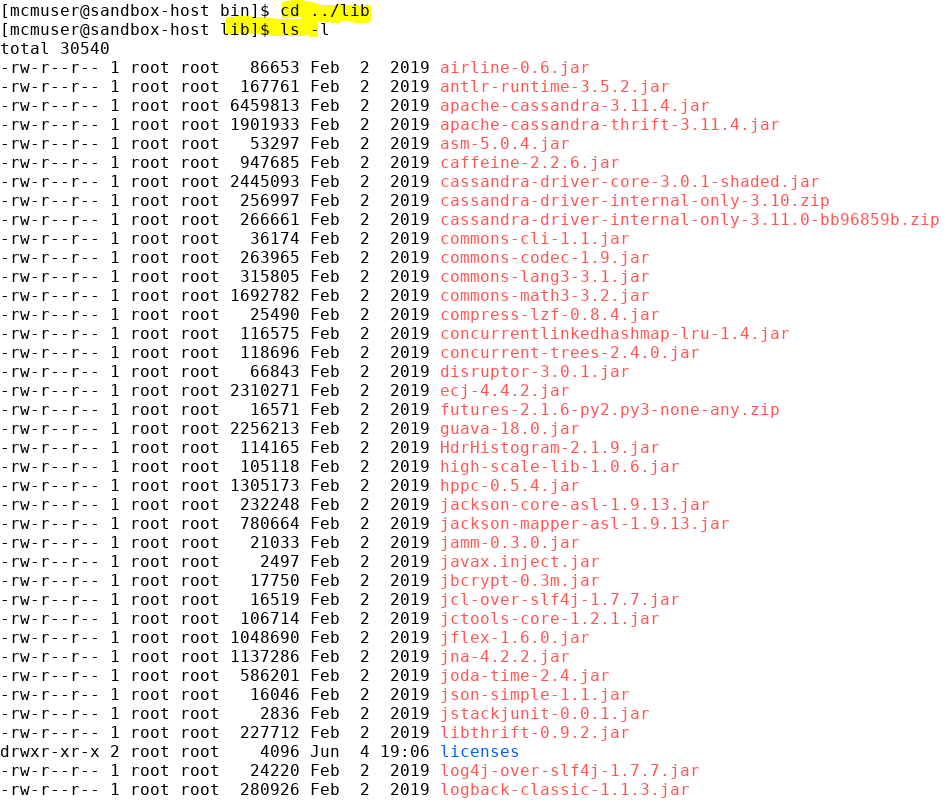 [mcmuser@sandbox-host bin]$ cd ../lib
[mcmuser@sandbox-host lib]$ ls -l
total 30540
-rw-r--r-- 1 root root   86653 Feb  2  2019 airline-0.6.jar
-rw-r--r-- 1 root root  167761 Feb  2  2019 antlr-runtime-3.5.2.jar
-rw-r--r-- 1 root root 6459813 Feb  2  2019 apache-cassandra-3.11.4.jar
-rw-r--r-- 1 root root 1901933 Feb  2  2019 apache-cassandra-thrift-3.11.4.jar
-rw-r--r-- 1 root root   53297 Feb  2  2019 asm-5.0.4.jar
-rw-r--r-- 1 root root  947685 Feb  2  2019 caffeine-2.2.6.jar
-rw-r--r-- 1 root root 2445093 Feb  2  2019 cassandra-driver-core-3.0.1-shaded.jar
-rw-r--r-- 1 root root  256997 Feb  2  2019 cassandra-driver-internal-only-3.10.zip
-rw-r--r-- 1 root root  266661 Feb  2  2019 cassandra-driver-internal-only-3.11.0-bb96859b.zip
-rw-r--r-- 1 root root   36174 Feb  2  2019 commons-cli-1.1.jar
-rw-r--r-- 1 root root  263965 Feb  2  2019 commons-codec-1.9.jar
-rw-r--r-- 1 root root  315805 Feb  2  2019 commons-lang3-3.1.jar
-rw-r--r-- 1 root root 1692782 Feb  2  2019 commons-math3-3.2.jar
-rw-r--r-- 1 root root   25490 Feb  2  2019 compress-lzf-0.8.4.jar
-rw-r--r-- 1 root root  116575 Feb  2  2019 concurrentlinkedhashmap-lru-1.4.jar
-rw-r--r-- 1 root root  118696 Feb  2  2019 concurrent-trees-2.4.0.jar
-rw-r--r-- 1 root root   66843 Feb  2  2019 disruptor-3.0.1.jar
-rw-r--r-- 1 root root 2310271 Feb  2  2019 ecj-4.4.2.jar
-rw-r--r-- 1 root root   16571 Feb  2  2019 futures-2.1.6-py2.py3-none-any.zip
-rw-r--r-- 1 root root 2256213 Feb  2  2019 guava-18.0.jar
-rw-r--r-- 1 root root  114165 Feb  2  2019 HdrHistogram-2.1.9.jar
-rw-r--r-- 1 root root  105118 Feb  2  2019 high-scale-lib-1.0.6.jar
-rw-r--r-- 1 root root 1305173 Feb  2  2019 hppc-0.5.4.jar
-rw-r--r-- 1 root root  232248 Feb  2  2019 jackson-core-asl-1.9.13.jar
-rw-r--r-- 1 root root  780664 Feb  2  2019 jackson-mapper-asl-1.9.13.jar
-rw-r--r-- 1 root root   21033 Feb  2  2019 jamm-0.3.0.jar
-rw-r--r-- 1 root root    2497 Feb  2  2019 javax.inject.jar
-rw-r--r-- 1 root root   17750 Feb  2  2019 jbcrypt-0.3m.jar
-rw-r--r-- 1 root root   16519 Feb  2  2019 jcl-over-slf4j-1.7.7.jar
-rw-r--r-- 1 root root  106714 Feb  2  2019 jctools-core-1.2.1.jar
-rw-r--r-- 1 root root 1048690 Feb  2  2019 jflex-1.6.0.jar
-rw-r--r-- 1 root root 1137286 Feb  2  2019 jna-4.2.2.jar
-rw-r--r-- 1 root root  586201 Feb  2  2019 joda-time-2.4.jar
-rw-r--r-- 1 root root   16046 Feb  2  2019 json-simple-1.1.jar
-rw-r--r-- 1 root root    2836 Feb  2  2019 jstackjunit-0.0.1.jar
-rw-r--r-- 1 root root  227712 Feb  2  2019 libthrift-0.9.2.jar
drwxr-xr-x 2 root root    4096 Jun  4 19:06 licenses
-rw-r--r-- 1 root root   24220 Feb  2  2019 log4j-over-slf4j-1.7.7.jar
-rw-r--r-- 1 root root  280926 Feb  2  2019 logback-classic-1.1.3.jar